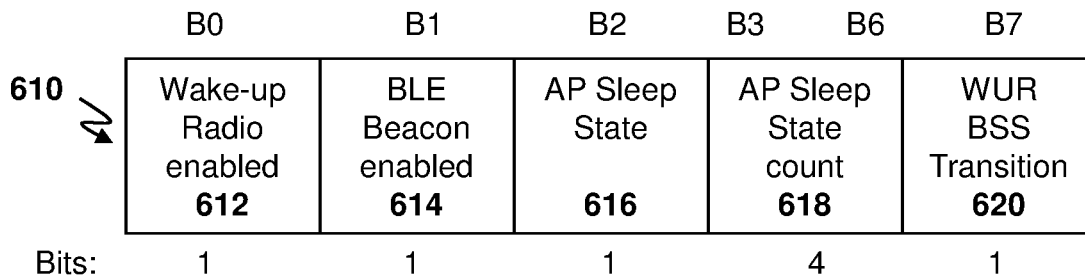 B0 B1 B2 B3 B6 B7
610
Wake-up Radio enabled 612
BLE Beacon enabled 614
AP Sleep State 616
AP Sleep State count 618
WUR BSS Transition 620
Bits: 1 1 1 4 1